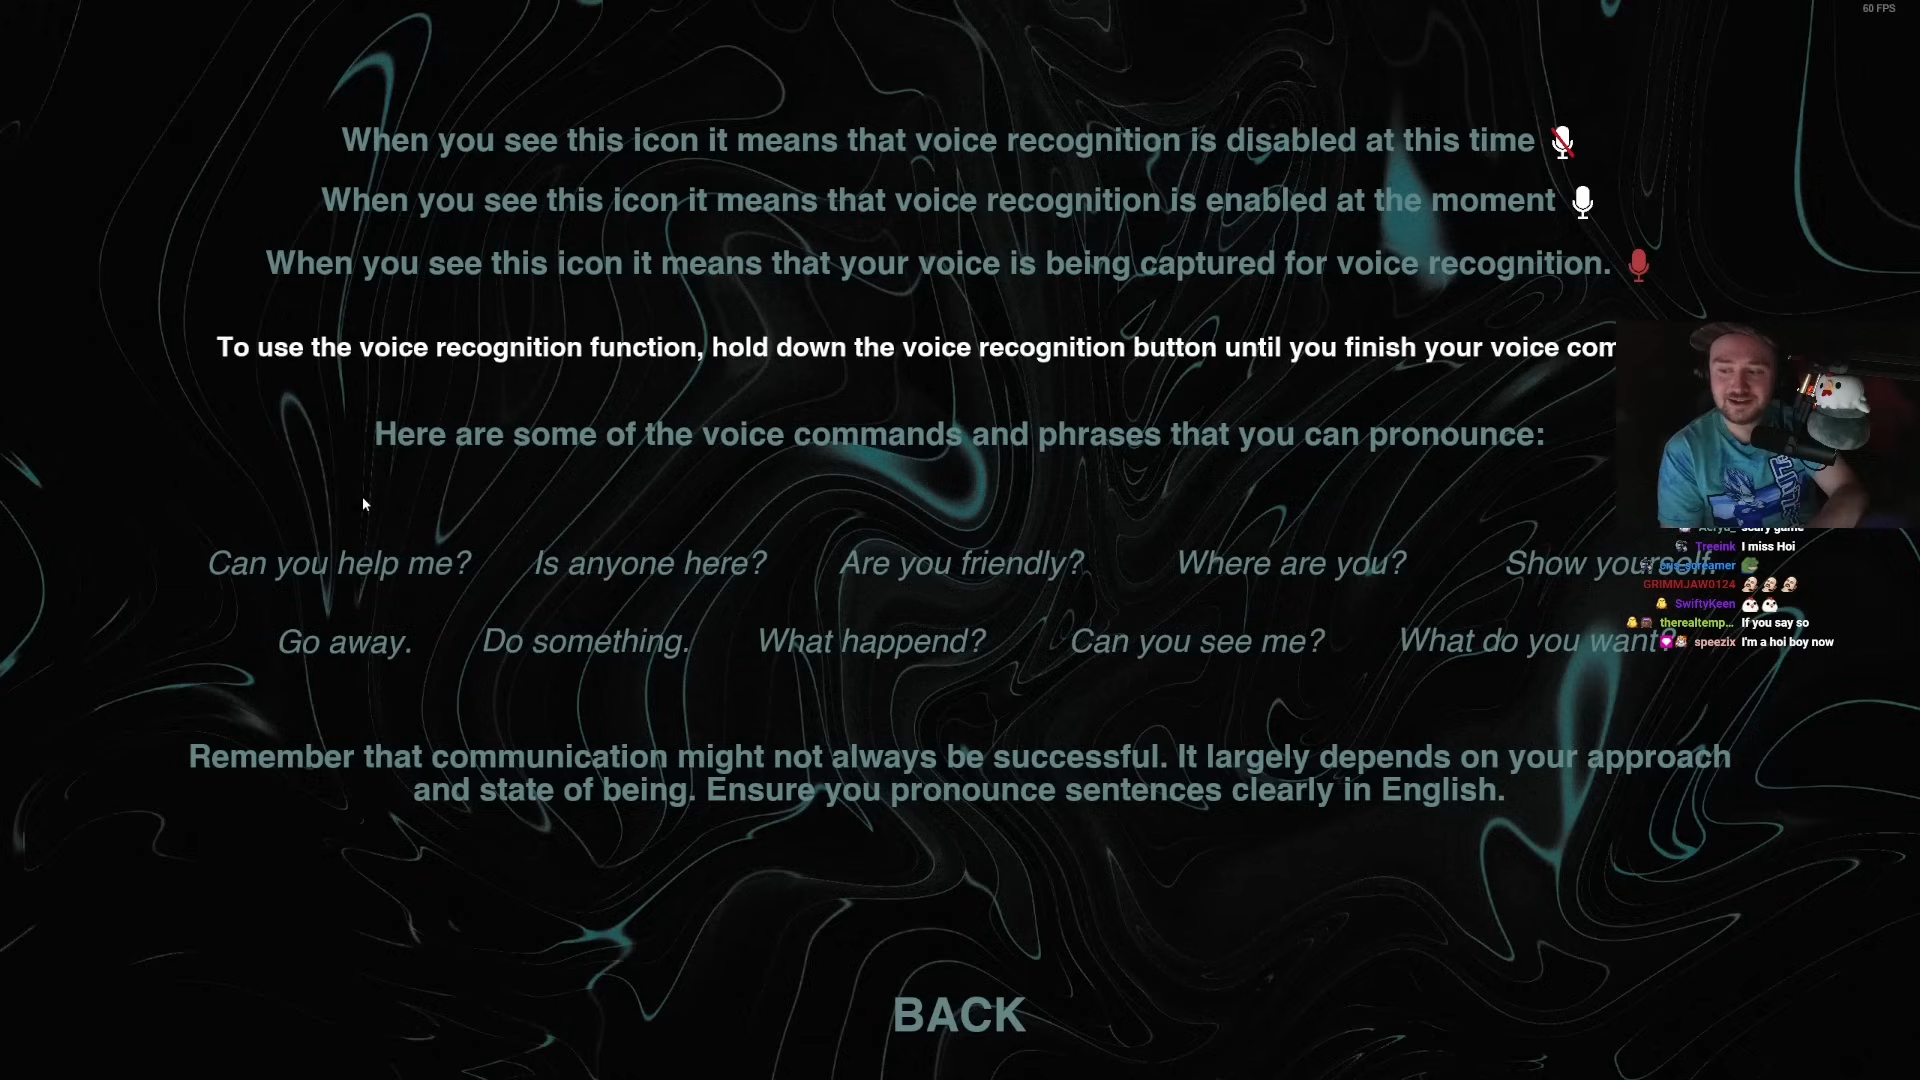 60 FPS
When you see this icon it means that voice recognition is disabled at this time
When you see this icon it means that voice recognition is enabled at the moment
When you see this icon it means that your voice is being captured for voice recognition.
To use the voice recognition function, hold down the voice recognition button until you finish your voice com
Here are some of the voice commands and phrases that you can pronounce:
Can you help me? Is anyone here? Are you friendly? Where are you? Show yourself.
Go away. Do something. What happend? Can you see me? What do you want?
scary game
Treeink I miss Hoi
GRIMMJAW0124
SwiftyKeen
therealtemp... If you say so
speezix I'm a hoi boy now
Remember that communication might not always be successful. It largely depends on your approach
and state of being. Ensure you pronounce sentences clearly in English.
BACK